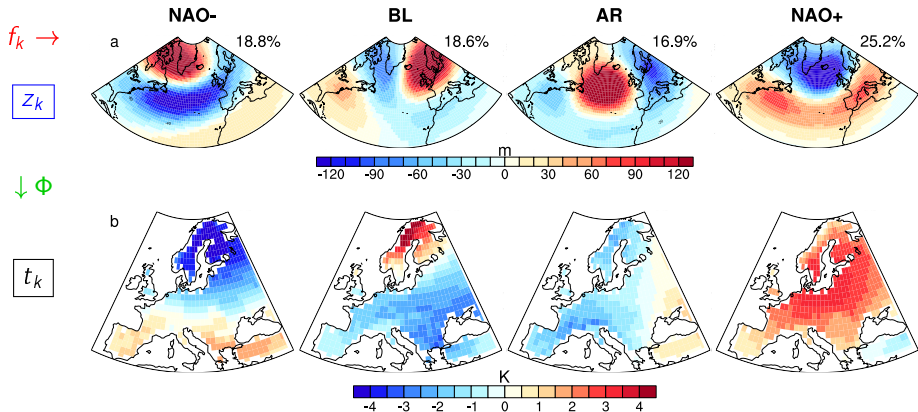 NAO- BL AR NAO+
f_k → a 18.8% 18.6% 16.9% 25.2%
z_k
m
-120 -90 -60 -30 0 30 60 90 120
↓ Φ
b
t_k
K
-4 -3 -2 -1 0 1 2 3 4